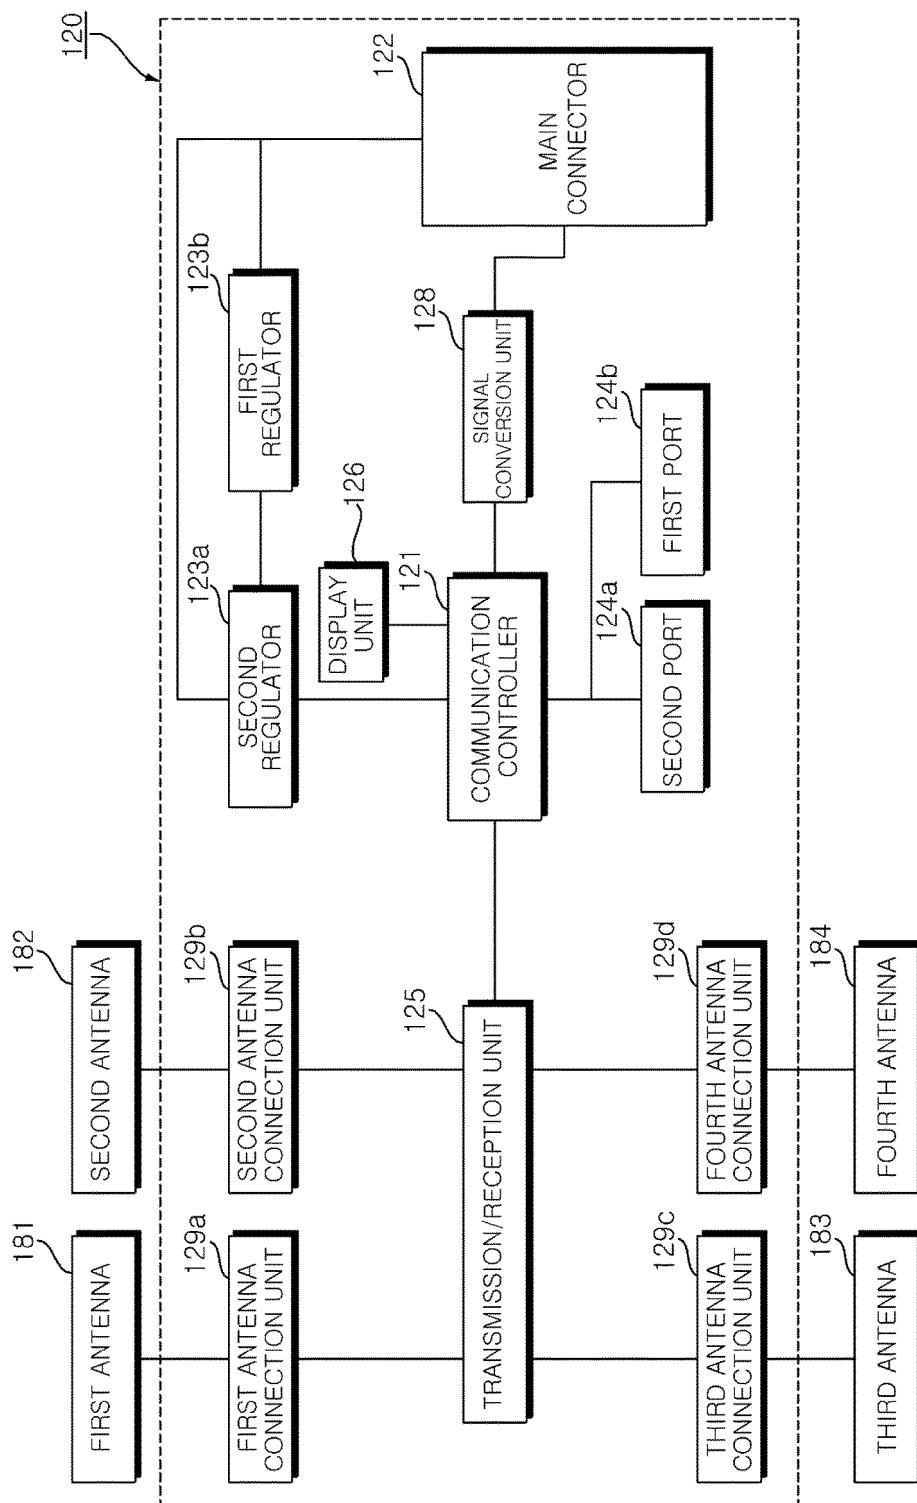 120
181
FIRST ANTENNA
182
SECOND ANTENNA
129a
FIRST ANTENNA
CONNECTION UNIT
129b
SECOND ANTENNA
CONNECTION UNIT
123a
SECOND
REGULATOR
123b
FIRST
REGULATOR
126
DISPLAY
UNIT
122
MAIN
CONNECTOR
125
TRANSMISSION/RECEPTION UNIT
121
COMMUNICATION
CONTROLLER
128
SIGNAL
CONVERSION UNIT
129c
THIRD ANTENNA
CONNECTION UNIT
129d
FOURTH ANTENNA
CONNECTION UNIT
124a
SECOND PORT
124b
FIRST PORT
183
THIRD ANTENNA
184
FOURTH ANTENNA